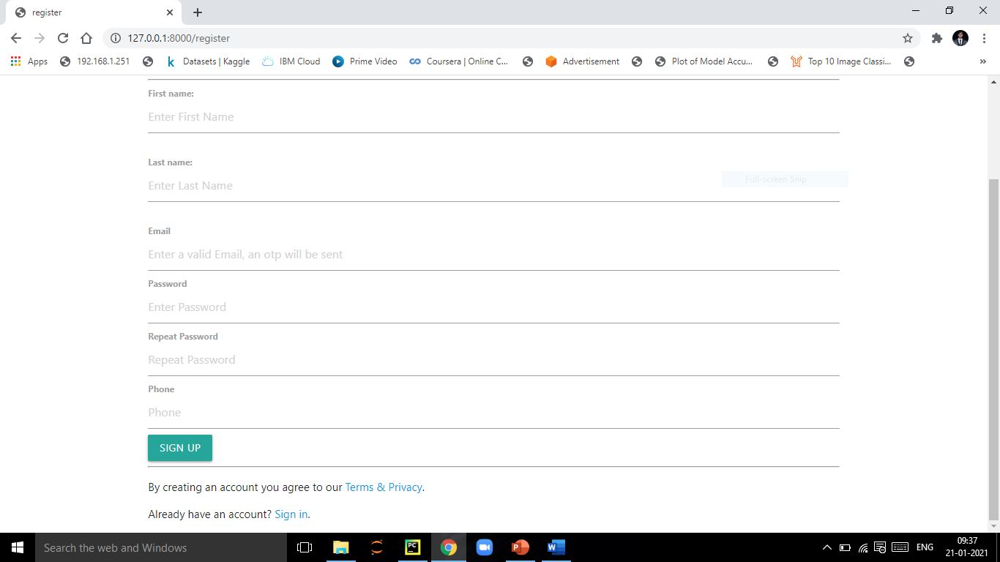 register
127.0.0.1:8000/register
Apps 192.168.1.251 Datasets | Kaggle IBM Cloud Prime Video Coursera | Online C... Advertisement Plot of Model Accu... Top 10 Image Classi... »
First name:
Enter First Name
Last name:
Full-screen Snip
Enter Last Name
Email
Enter a valid Email, an otp will be sent
Password
Enter Password
Repeat Password
Repeat Password
Phone
Phone
SIGN UP
By creating an account you agree to our Terms & Privacy.
Already have an account? Sign in.
Search the web and Windows
PC
P
W
ENG
09:37
21-01-2021